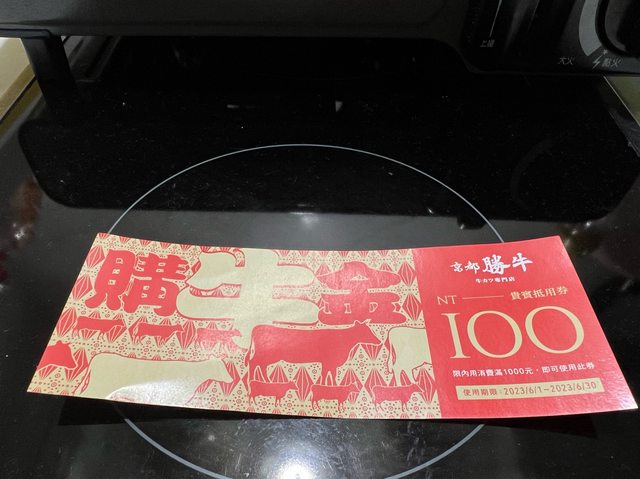 上掀
大火 點火
購牛金
京都 勝牛
牛カツ専門店
NT 貴賓抵用券
100
限內用消費滿1000元，即可使用此券
使用期限：2023/6/1~2023/6/30